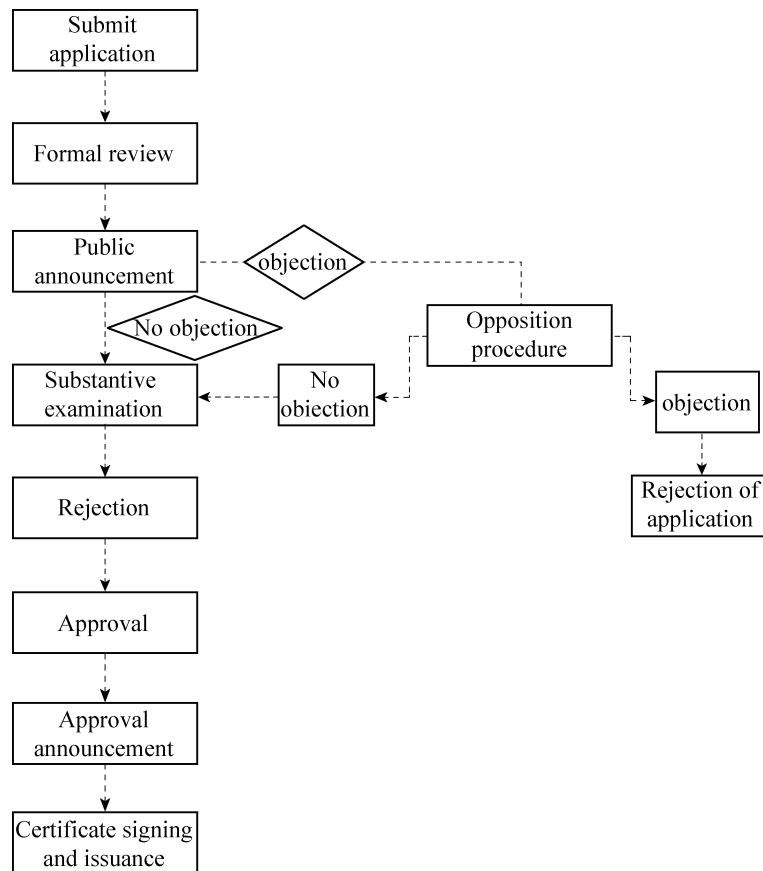 Submit
application
Formal review
Public
announcement
objection
No objection
Opposition
procedure
Substantive
examination
No
obiection
objection
Rejection
Rejection of
application
Approval
Approval
announcement
Certificate signing
and issuance